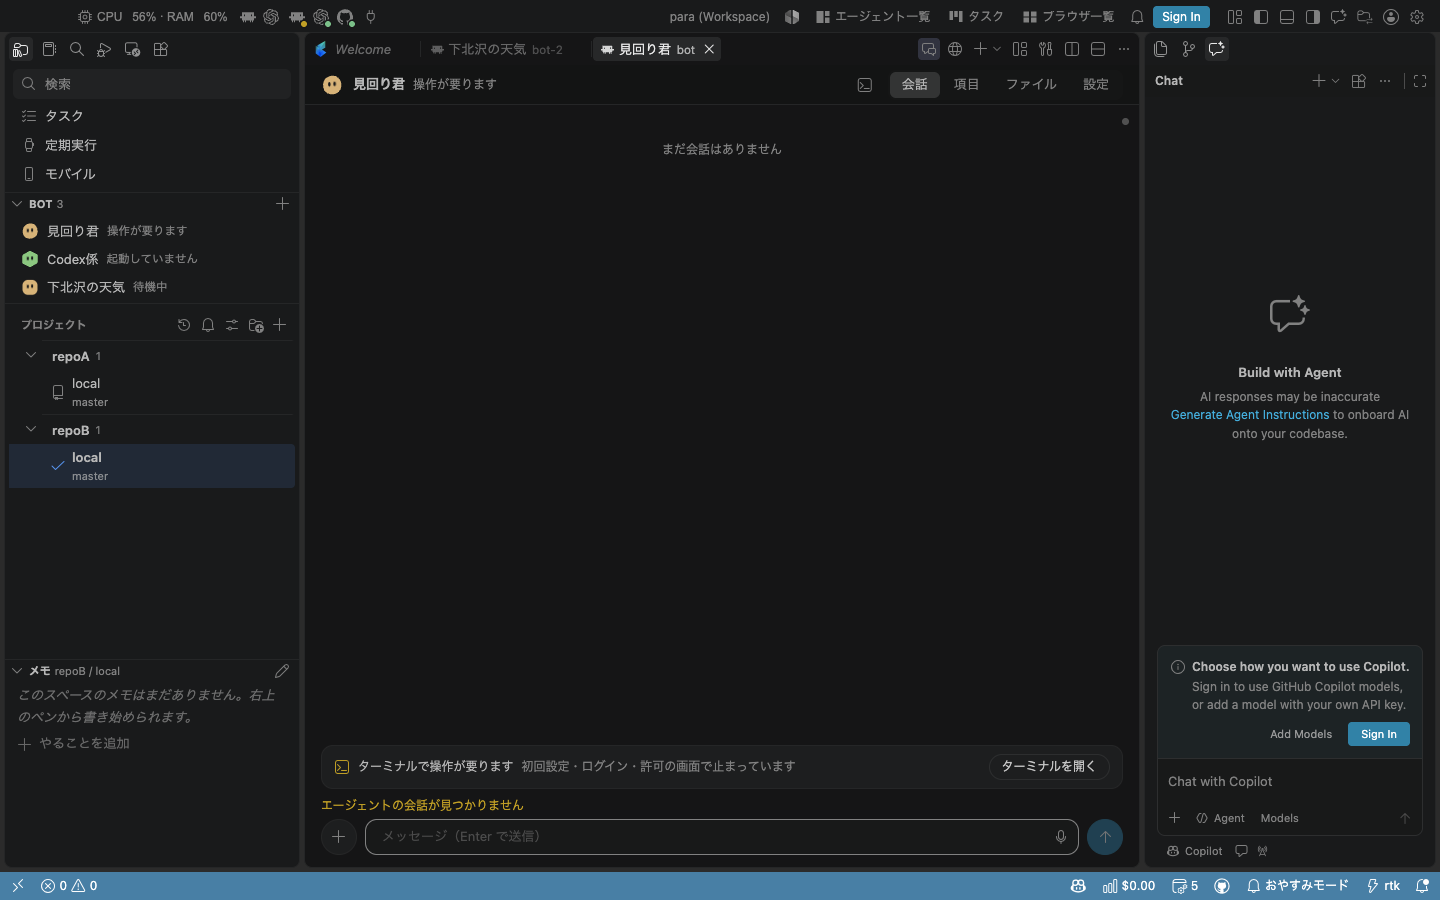 CPU 56% · RAM 60%
para (Workspace)
エージェント一覧
タスク
ブラウザ一覧
Sign In
検索
タスク
定期実行
モバイル
BOT 3
見回り君 操作が要ります
Codex係 起動していません
下北沢の天気 待機中
プロジェクト
repoA 1
local
master
repoB 1
local
master
メモ repoB / local
このスペースのメモはまだありません。右上
のペンから書き始められます。
やることを追加
Welcome
下北沢の天気 bot-2
見回り君 bot
見回り君 操作が要ります
会話
項目
ファイル
設定
まだ会話はありません
ターミナルで操作が要ります 初回設定・ログイン・許可の画面で止まっています
ターミナルを開く
エージェントの会話が見つかりません
メッセージ（Enter で送信）
Chat
Build with Agent
AI responses may be inaccurate
Generate Agent Instructions to onboard AI
onto your codebase.
Choose how you want to use Copilot.
Sign in to use GitHub Copilot models,
or add a model with your own API key.
Add Models
Sign In
Chat with Copilot
Agent
Models
Copilot
0 0
$0.00
5
おやすみモード
rtk